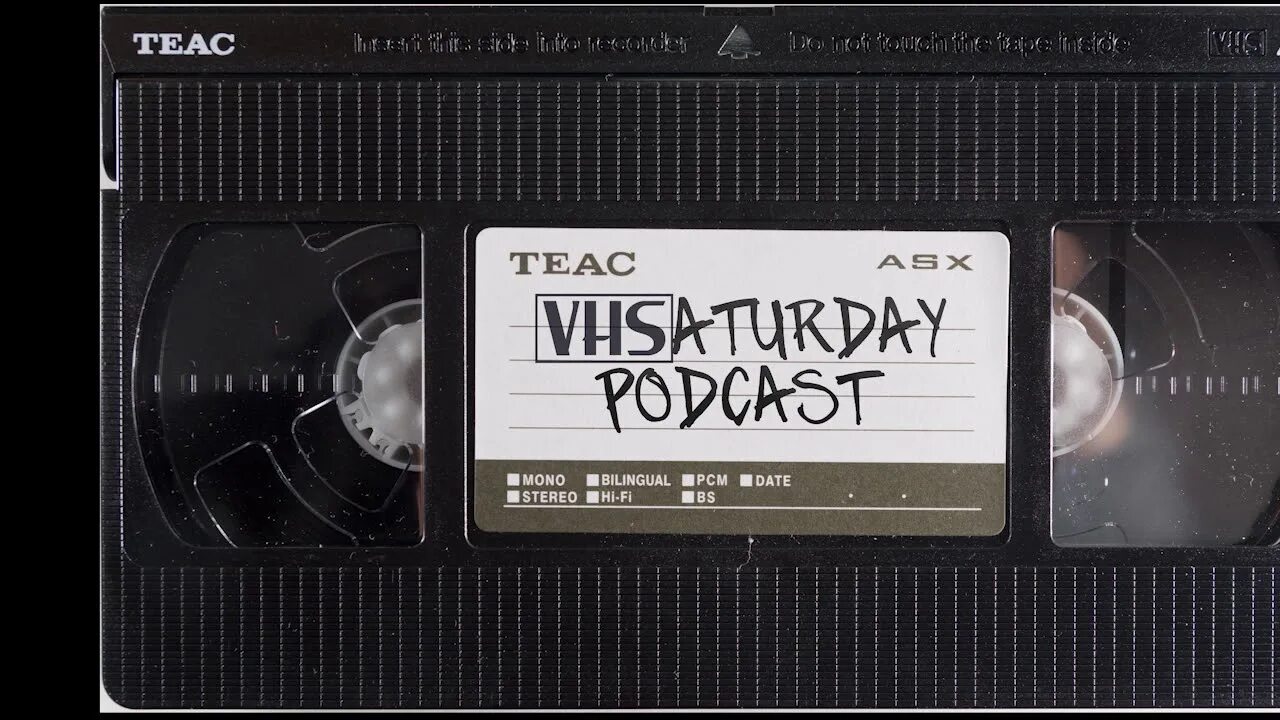 TEAC Insert this side into recorder Do not touch the tape inside VHS
TEAC ASX
VHSATURDAY
PODCAST
MONO BILINGUAL PCM DATE
STEREO Hi-Fi BS